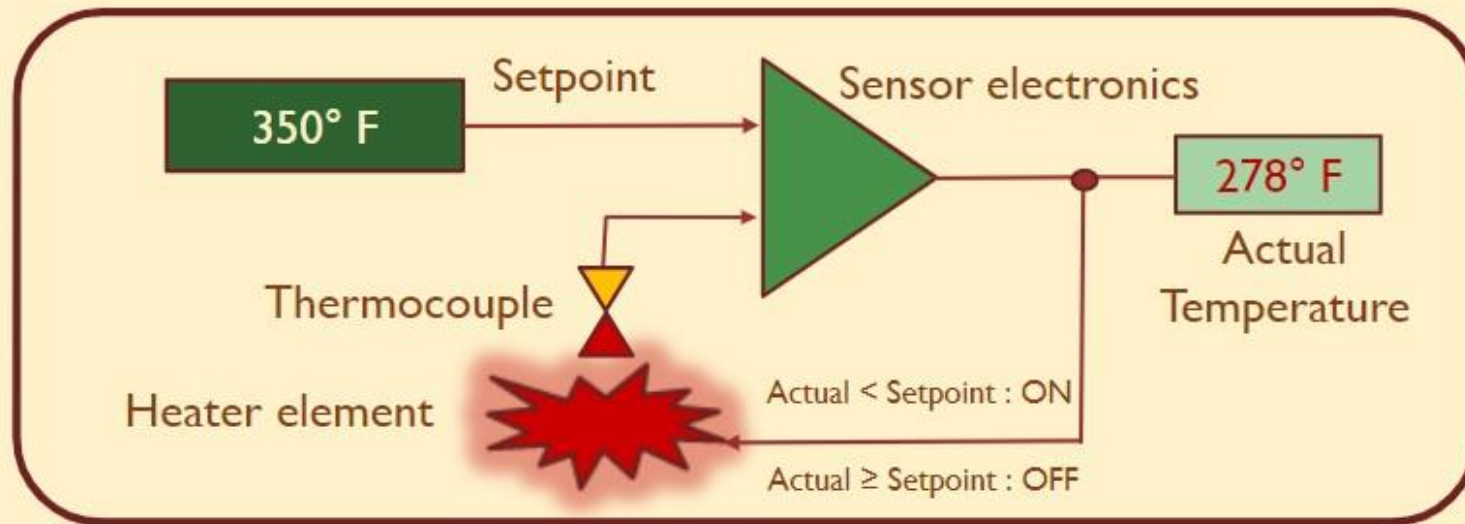 Setpoint
350° F
Sensor electronics
278° F
Actual
Temperature
Thermocouple
Heater element
Actual < Setpoint : ON
Actual ≥ Setpoint : OFF